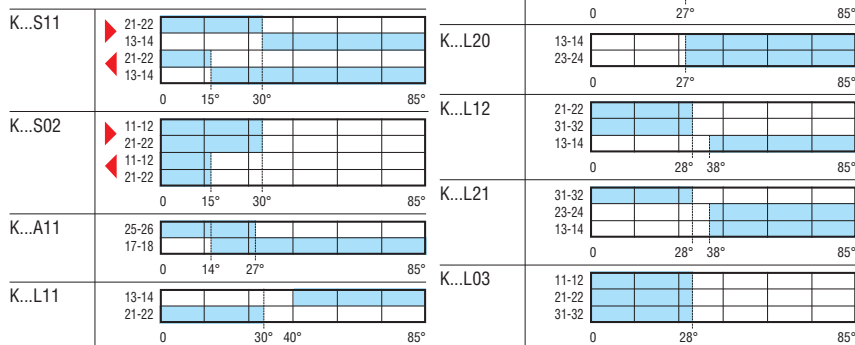 K...S11
21-22
13-14
21-22
13-14
0 15° 30° 85°
K...S02
11-12
21-22
11-12
21-22
0 15° 30° 85°
K...A11
25-26
17-18
0 14° 27° 85°
K...L11
13-14
21-22
0 30° 40° 85°
0 27° 85°
K...L20
13-14
23-24
0 27° 85°
K...L12
21-22
31-32
13-14
0 28° 38° 85°
K...L21
31-32
23-24
13-14
0 28° 38° 85°
K...L03
11-12
21-22
31-32
0 28° 85°